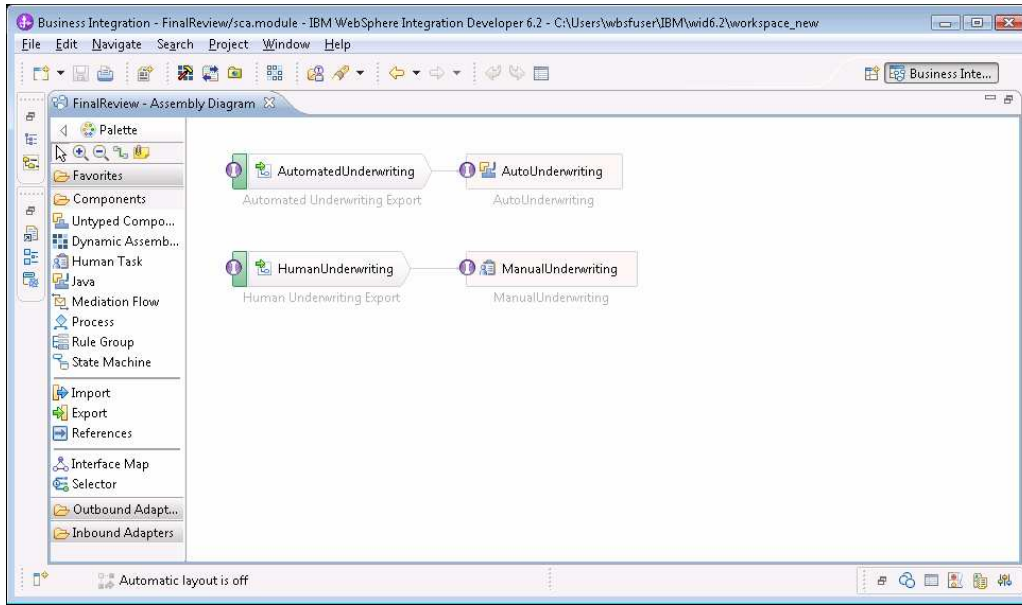 Business Integration - FinalReview/sca.module - IBM WebSphere Integration Developer 6.2 - C:\Users\wbsfuser\IBM\wid6.2\workspace_new
File Edit Navigate Search Project Window Help
Business Inte...
FinalReview - Assembly Diagram
Palette
Favorites
Components
Untyped Compo...
Dynamic Assemb...
Human Task
Java
Mediation Flow
Process
Rule Group
State Machine
Import
Export
References
Interface Map
Selector
Outbound Adapt...
Inbound Adapters
AutomatedUnderwriting
AutoUnderwriting
Automated Underwriting Export
AutoUnderwriting
HumanUnderwriting
ManualUnderwriting
Human Underwriting Export
ManualUnderwriting
Automatic layout is off